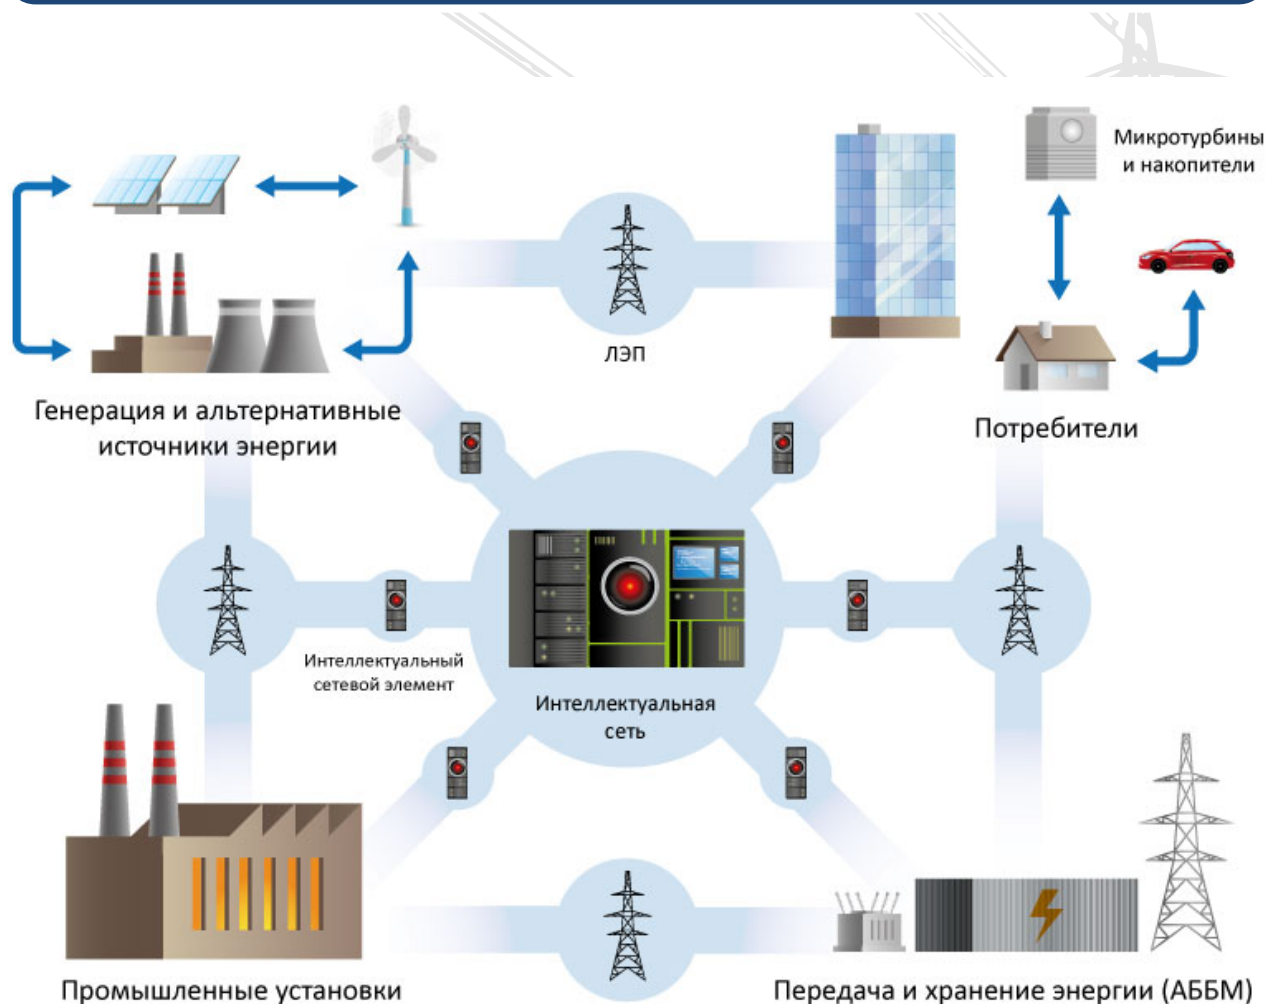 Микротурбины
и накопители
ЛЭП
Генерация и альтернативные
источники энергии
Потребители
Интеллектуальный
сетевой элемент
Интеллектуальная
сеть
Промышленные установки
Передача и хранение энергии (АББМ)